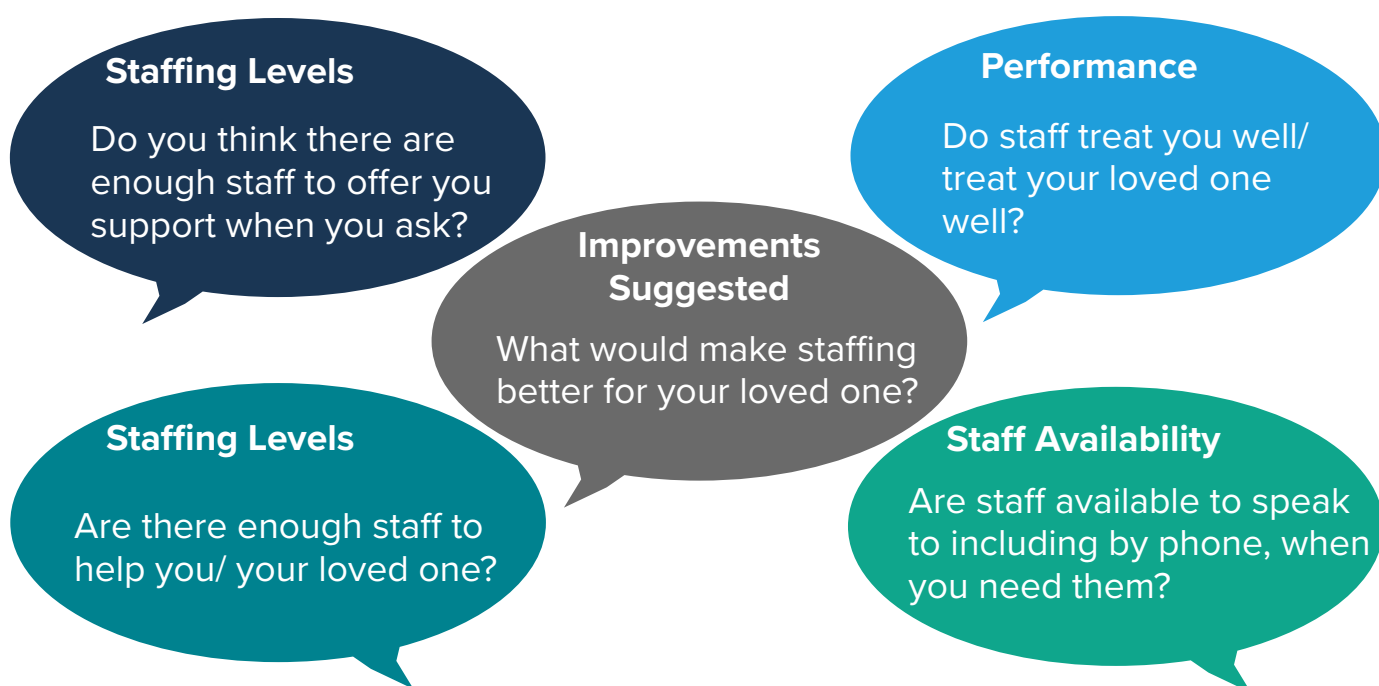 Staffing Levels
Do you think there are
enough staff to offer you
support when you ask?
Performance
Do staff treat you well/
treat your loved one
well?
Improvements
Suggested
What would make staffing
better for your loved one?
Staffing Levels
Are there enough staff to
help you/ your loved one?
Staff Availability
Are staff available to speak
to including by phone, when
you need them?